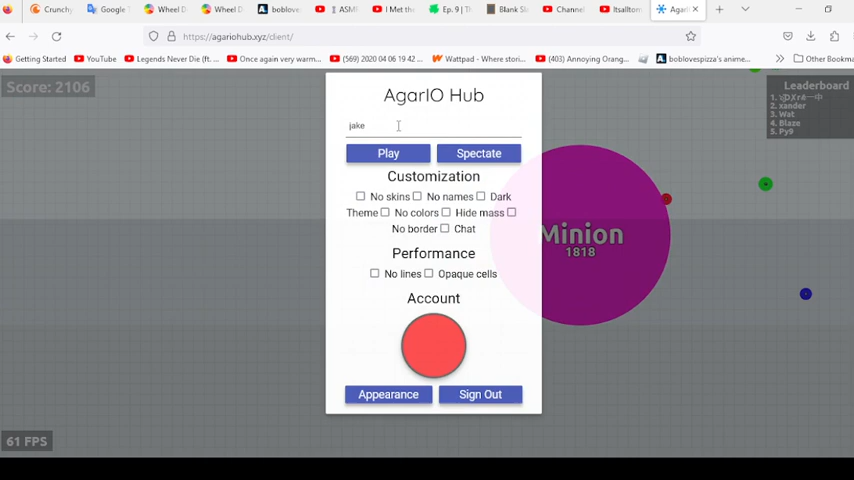 Crunchy
Google T
Wheel D
Wheel D
boblove
ASMR
I Met the
Ep. 9 | Th
Blank Sl
Channel
Itsallton
Agari
https://agariohub.xyz/client/
Getting Started
YouTube
Legends Never Die (ft. ...
Once again very warm...
(569) 2020 04 06 19 42 ...
Wattpad - Where stori...
(403) Annoying Orang...
boblovespizza's anime...
Other Bookmar
Score: 2106
Leaderboard
2. xander
3. Wat
4. Blaze
5. Py9
AgarIO Hub
jake
Play Spectate
Customization
No skins No names Dark
Theme No colors Hide mass
No border Chat
Performance
No lines Opaque cells
Account
Appearance Sign Out
Minion
1818
61 FPS